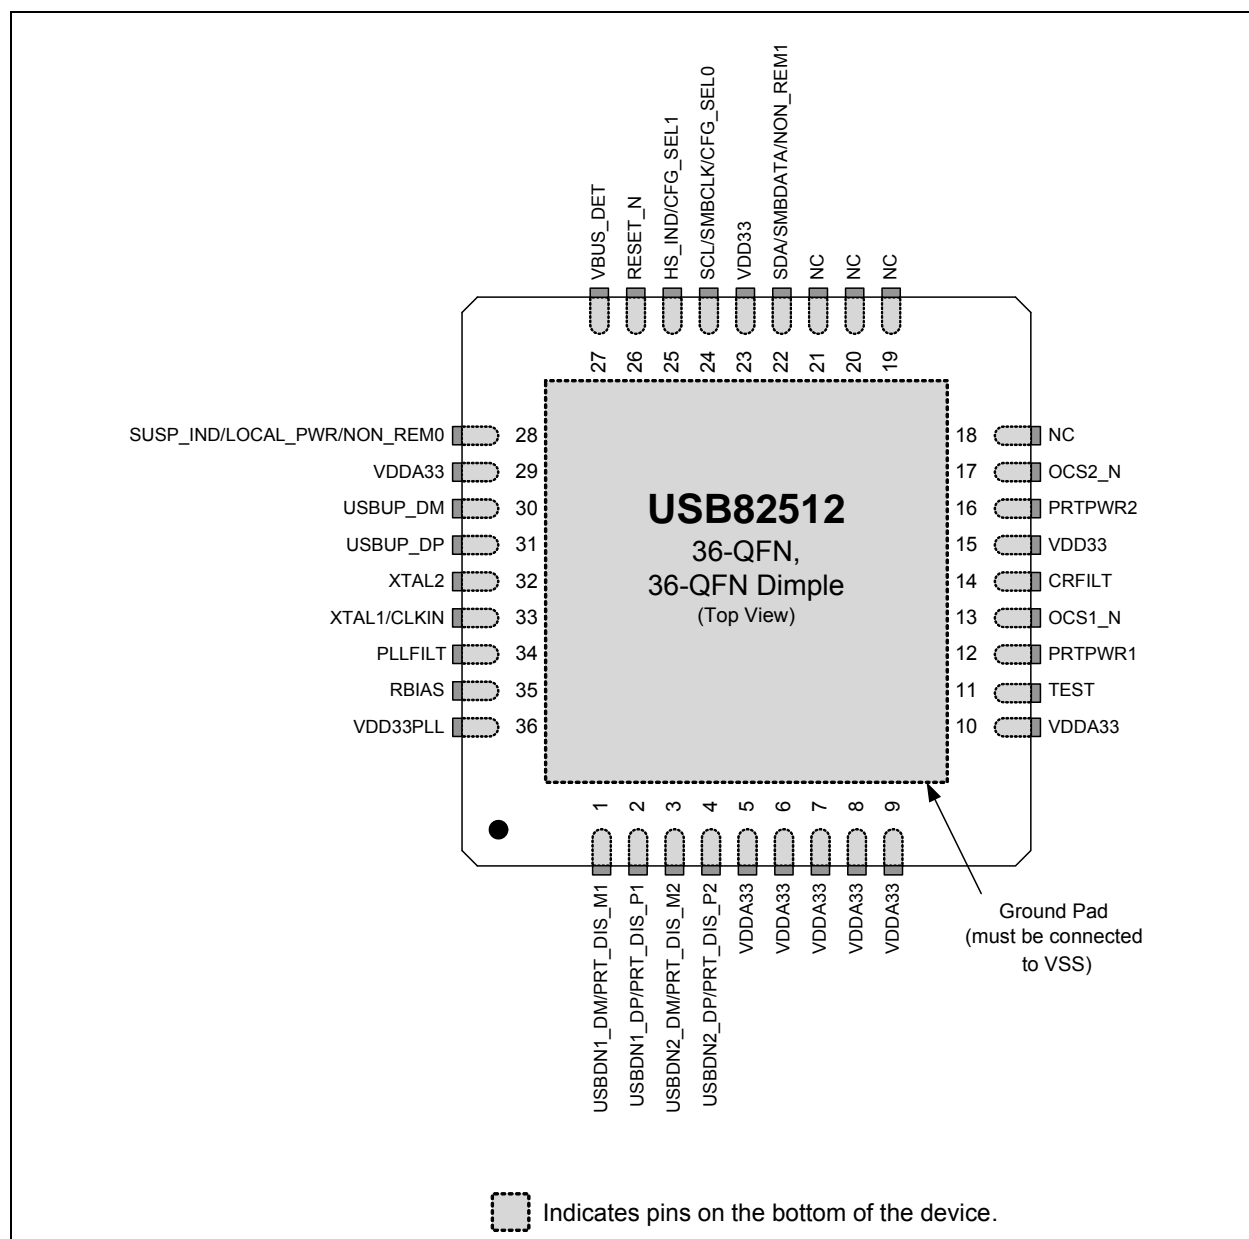 VBUS_DET
RESET_N
HS_IND/CFG_SEL1
SCL/SMBCLK/CFG_SEL0
VDD33
SDA/SMBDATA/NON_REM1
NC
NC
NC
27
26
25
24
23
22
21
20
19
SUSP_IND/LOCAL_PWR/NON_REM0
28
VDDA33
29
USBUP_DM
30
USBUP_DP
31
XTAL2
32
XTAL1/CLKIN
33
PLLFILT
34
RBIAS
35
VDD33PLL
36
USB82512
36-QFN,
36-QFN Dimple
(Top View)
18
NC
17
OCS2_N
16
PRTPWR2
15
VDD33
14
CRFILT
13
OCS1_N
12
PRTPWR1
11
TEST
10
VDDA33
1
2
3
4
5
6
7
8
9
USBDN1_DM/PRT_DIS_M1
USBDN1_DP/PRT_DIS_P1
USBDN2_DM/PRT_DIS_M2
USBDN2_DP/PRT_DIS_P2
VDDA33
VDDA33
VDDA33
VDDA33
VDDA33
Ground Pad
(must be connected
to VSS)
Indicates pins on the bottom of the device.